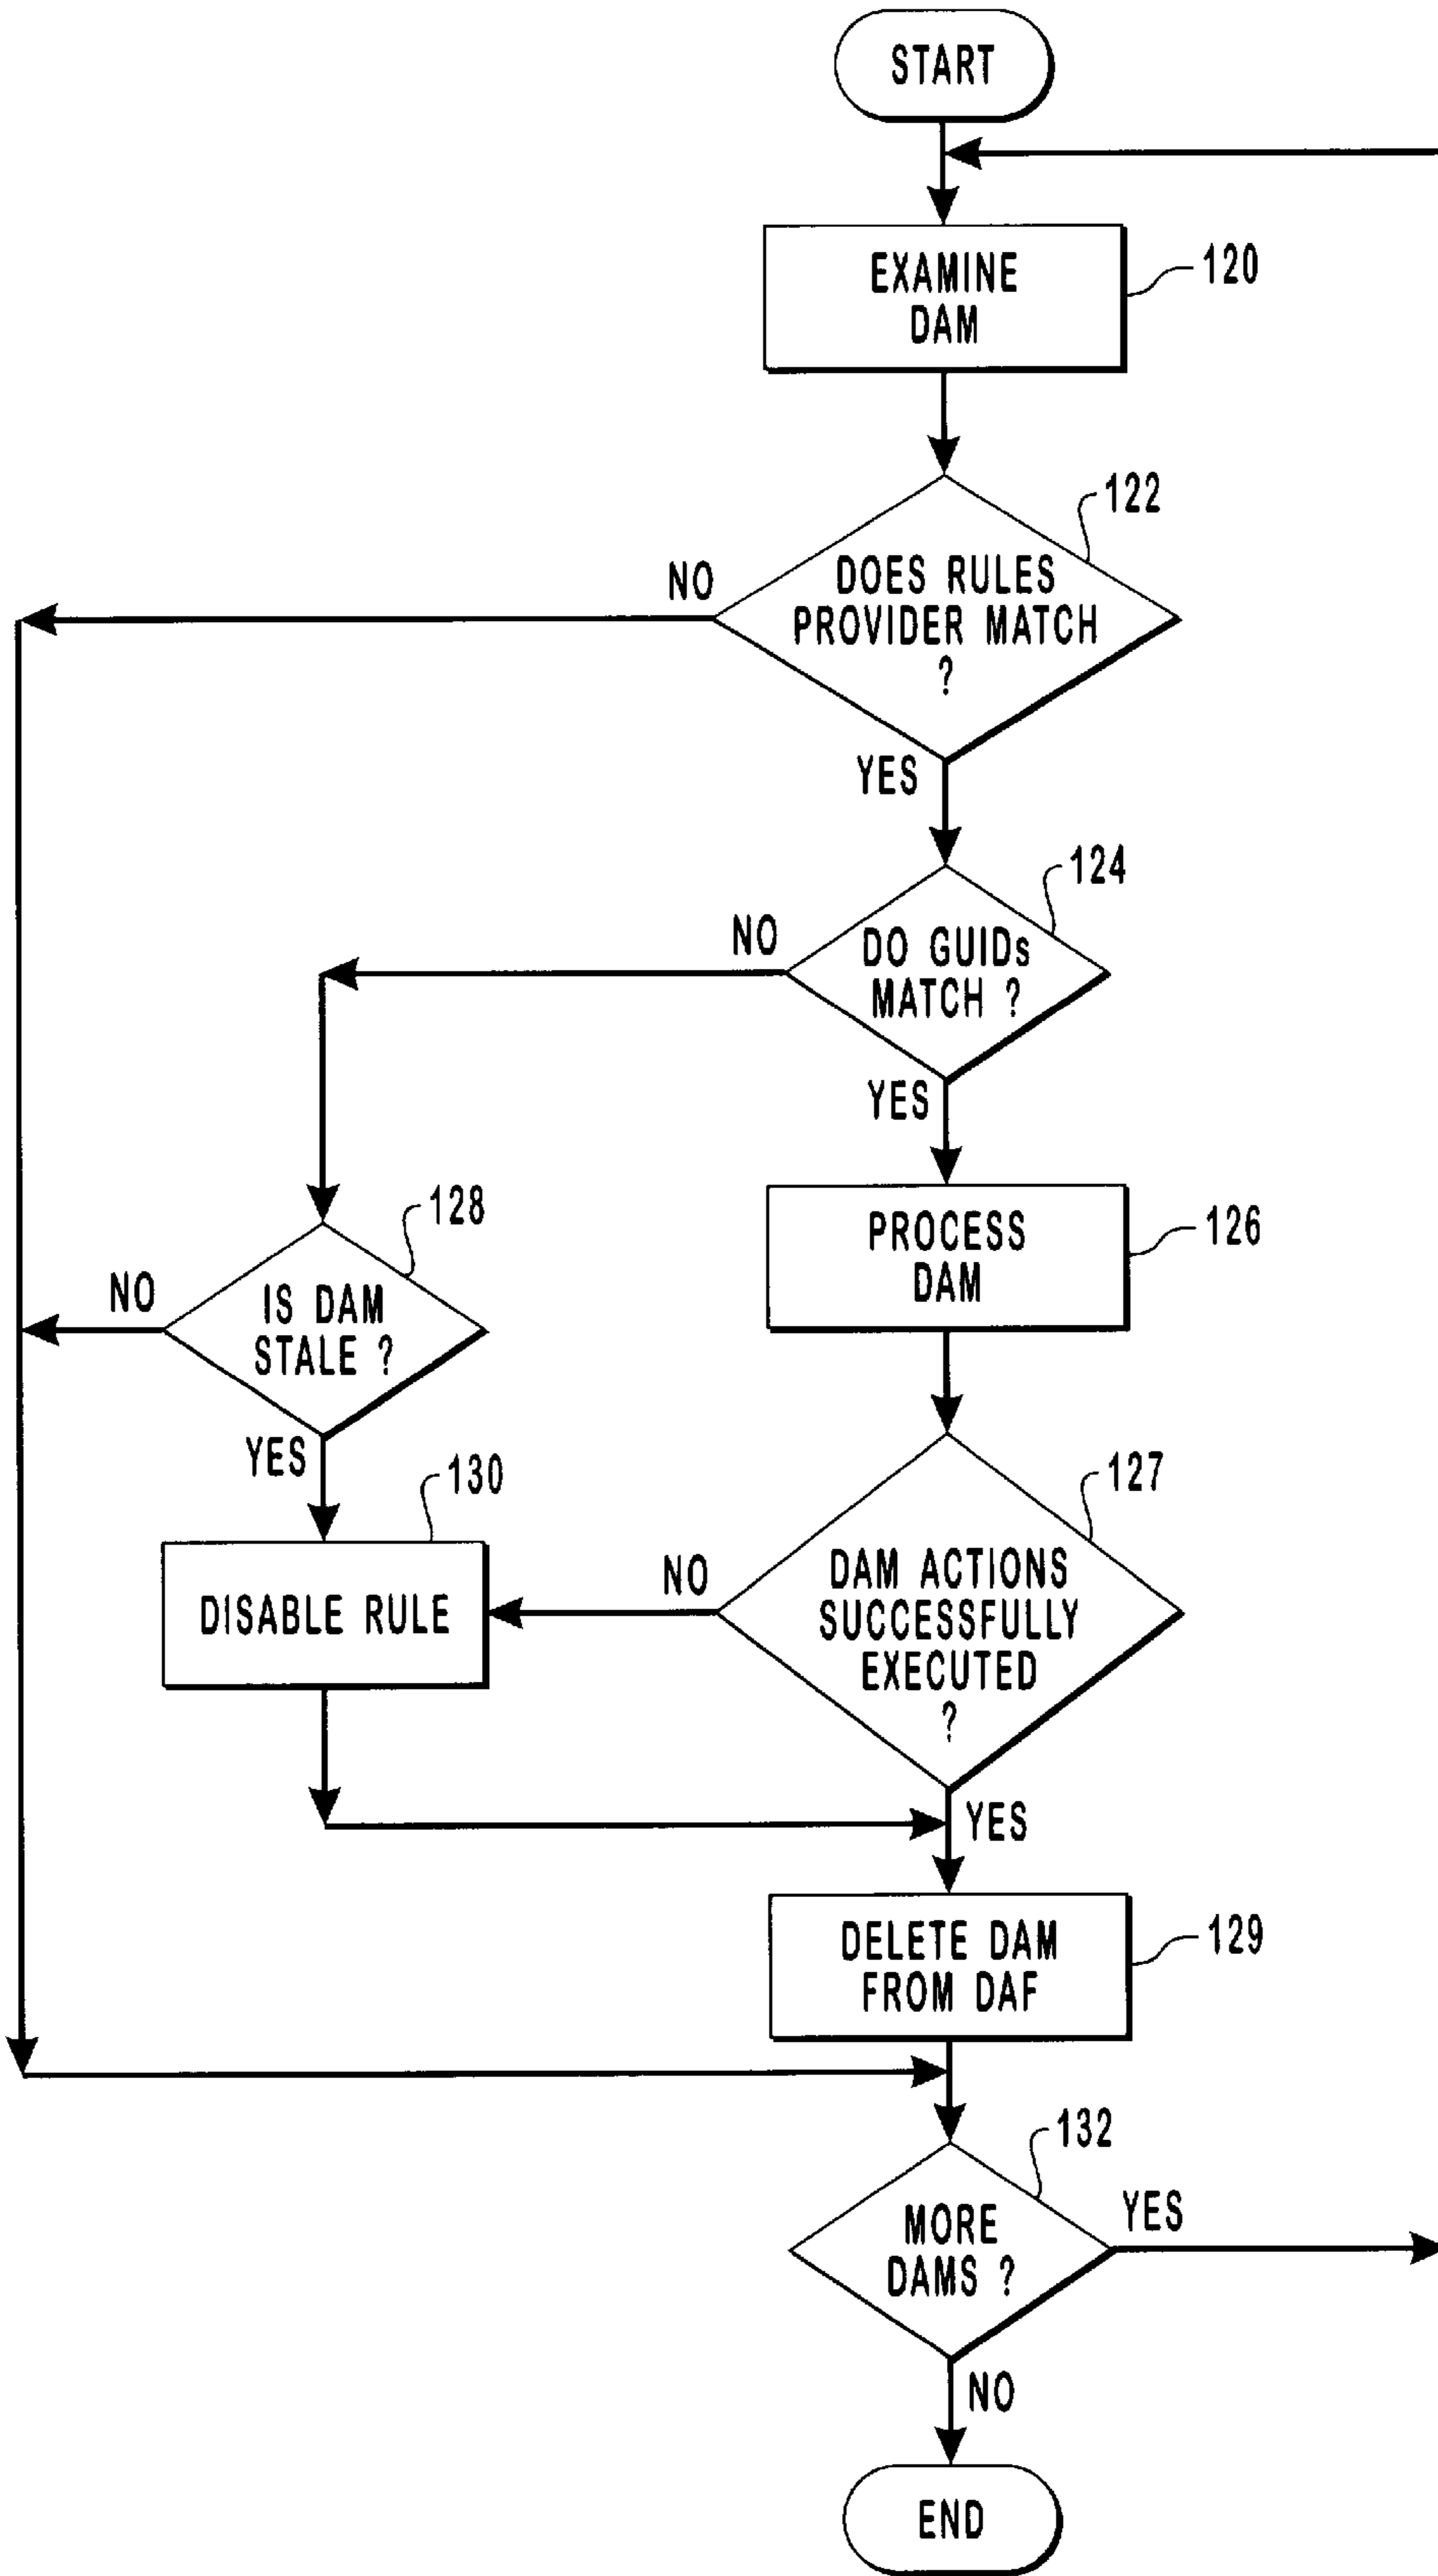 START
EXAMINE
DAM
120
122
DOES RULES
PROVIDER MATCH
?
NO
YES
124
DO GUIDs
MATCH ?
NO
YES
128
IS DAM
STALE ?
NO
YES
PROCESS
DAM
126
130
DISABLE RULE
127
DAM ACTIONS
SUCCESSFULLY
EXECUTED
?
NO
YES
DELETE DAM
FROM DAF
129
132
MORE
DAMS ?
YES
NO
END